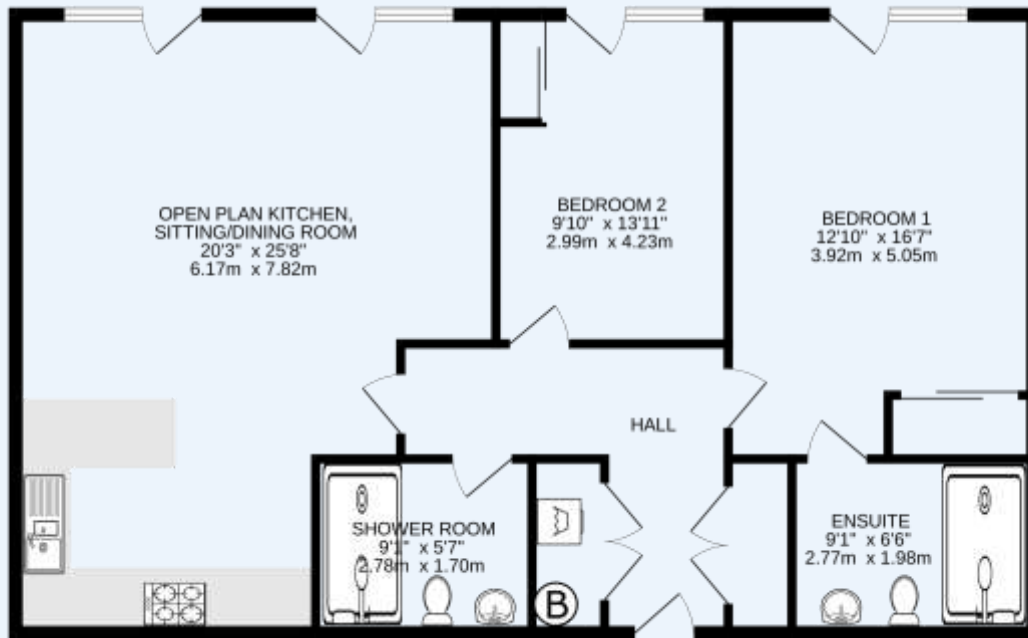 OPEN PLAN KITCHEN,
SITTING/DINING ROOM
20'3" x 25'8"
6.17m x 7.82m
BEDROOM 2
9'10" x 13'11"
2.99m x 4.23m
BEDROOM 1
12'10" x 16'7"
3.92m x 5.05m
HALL
SHOWER ROOM
9'1" x 5'7"
2.78m x 1.70m
ENSUITE
9'1" x 6'6"
2.77m x 1.98m
B